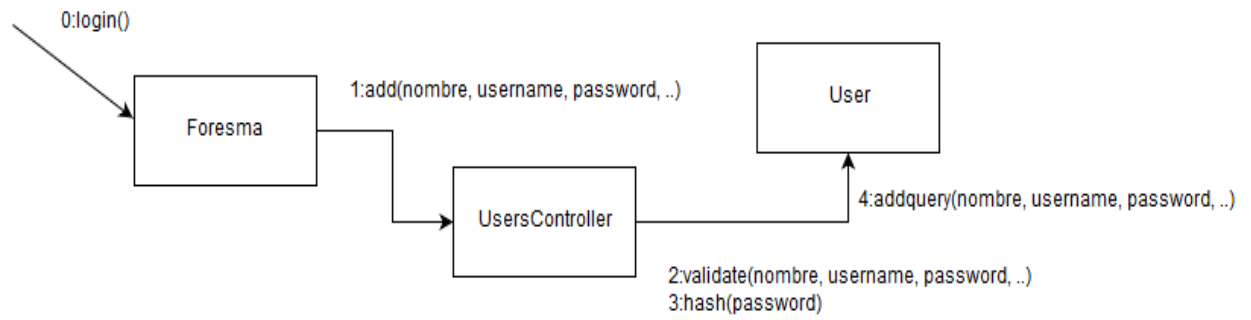 0:login()
Foresma
1:add(nombre, username, password, ..)
User
UsersController
4:addquery(nombre, username, password, ..)
2:validate(nombre, username, password, ..)
3:hash(password)